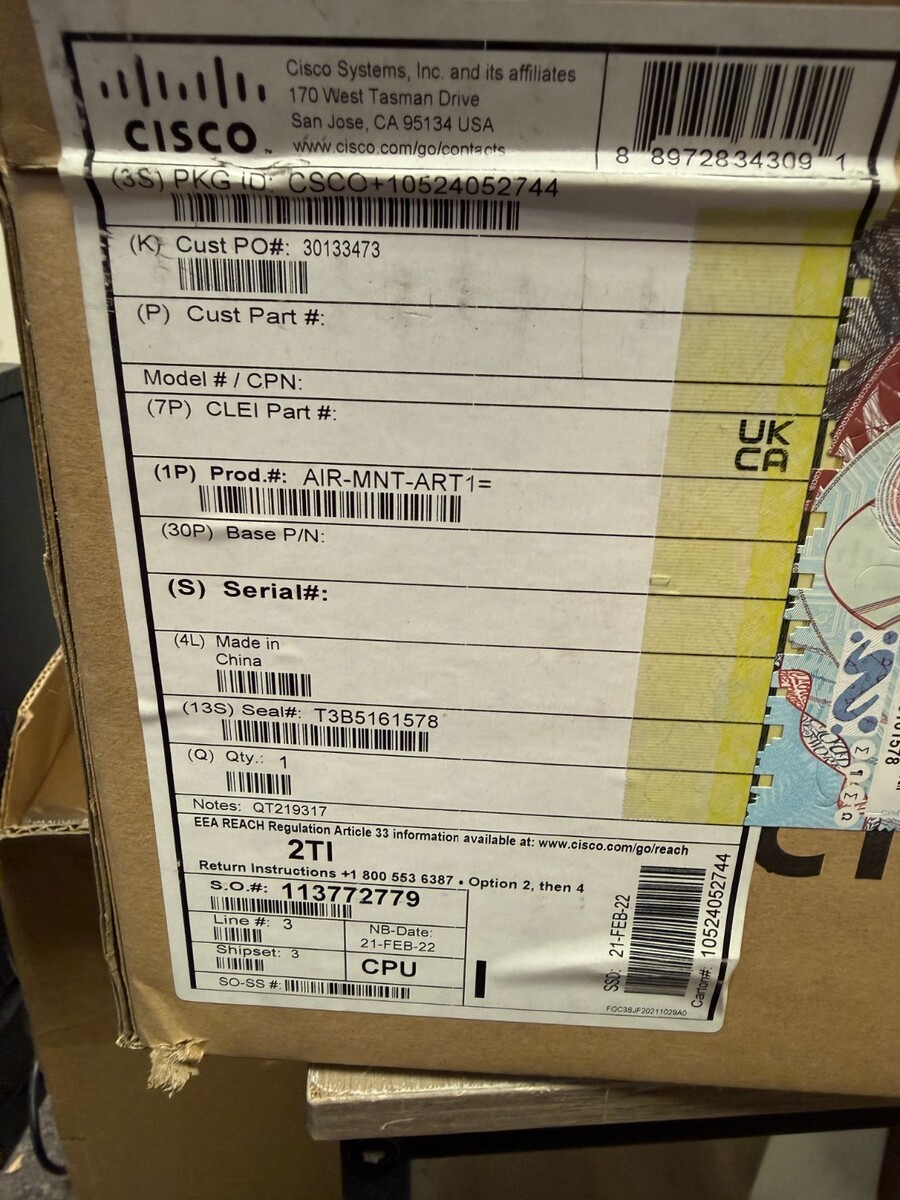 CISCO
Cisco Systems, Inc. and its affiliates
170 West Tasman Drive
San Jose, CA 95134 USA
www.cisco.com/go/contacts
8 8972834309 1
(3S) PKG ID: CSCO+10524052744
(K) Cust PO#: 30133473
(P) Cust Part #:
Model # / CPN:
(7P) CLEI Part #:
UK
CA
(1P) Prod.#: AIR-MNT-ART1=
(30P) Base P/N:
(S) Serial#:
(4L) Made in
China
(13S) Seal#: T3B5161578
(Q) Qty.: 1
Notes: QT219317
EEA REACH Regulation Article 33 information available at: www.cisco.com/go/reach
2TI
Return Instructions +1 800 553 6387 • Option 2, then 4
S.O.#: 113772779
Line #: 3
NB-Date:
21-FEB-22
Shipset: 3
CPU
SO-SS #:
SSD: 21-FEB-22
Carton#: 10524052744
FOC3BJF20211029A0